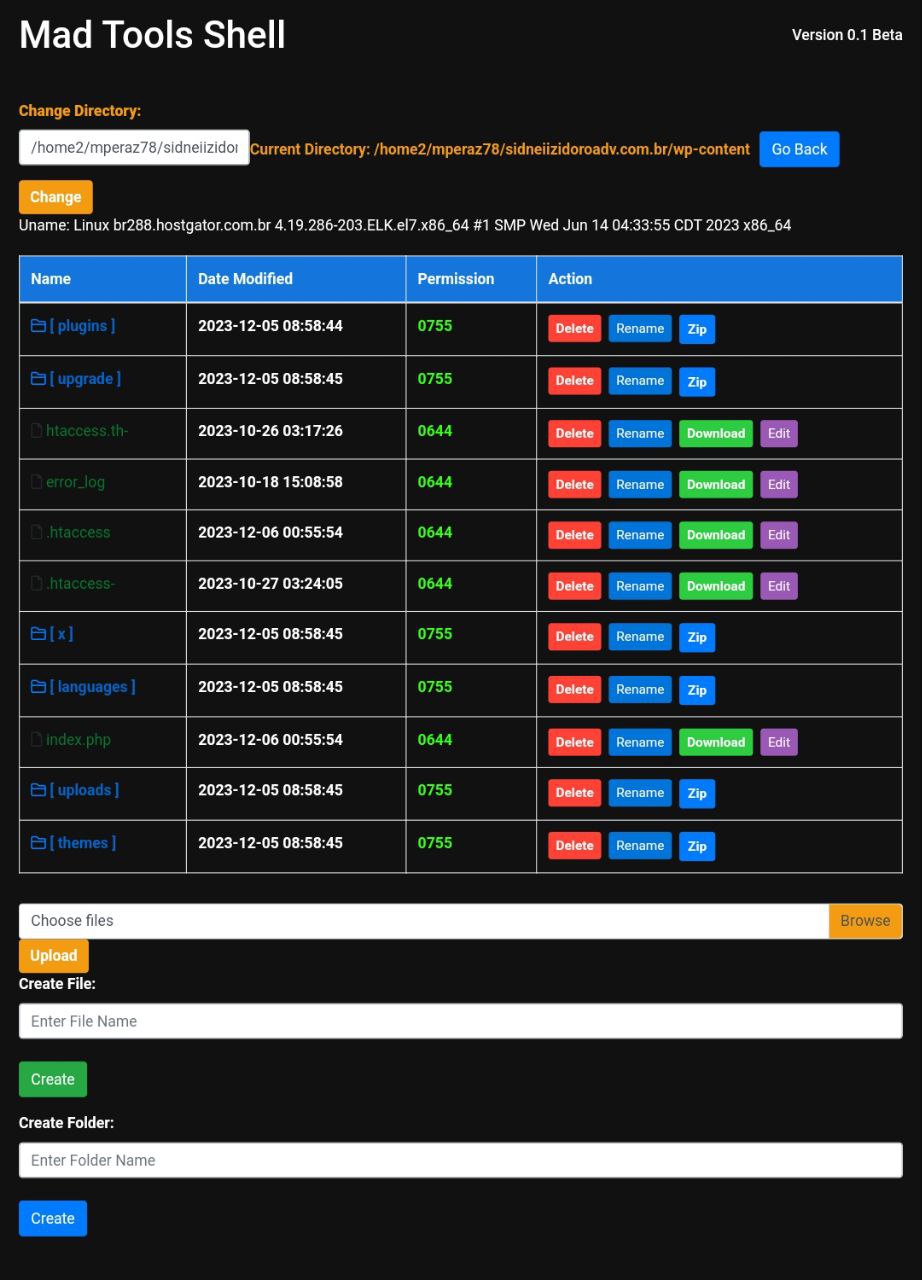 Mad Tools Shell
Version 0.1 Beta
Change Directory:
/home2/mperaz78/sidneiizidor
Current Directory: /home2/mperaz78/sidneiizidoroadv.com.br/wp-content
Go Back
Change
Uname: Linux br288.hostgator.com.br 4.19.286-203.ELK.el7.x86_64 #1 SMP Wed Jun 14 04:33:55 CDT 2023 x86_64
Name Date Modified Permission Action
[ plugins ] 2023-12-05 08:58:44 0755 Delete Rename Zip
[ upgrade ] 2023-12-05 08:58:45 0755 Delete Rename Zip
htaccess.th- 2023-10-26 03:17:26 0644 Delete Rename Download Edit
error_log 2023-10-18 15:08:58 0644 Delete Rename Download Edit
.htaccess 2023-12-06 00:55:54 0644 Delete Rename Download Edit
.htaccess- 2023-10-27 03:24:05 0644 Delete Rename Download Edit
[ x ] 2023-12-05 08:58:45 0755 Delete Rename Zip
[ languages ] 2023-12-05 08:58:45 0755 Delete Rename Zip
index.php 2023-12-06 00:55:54 0644 Delete Rename Download Edit
[ uploads ] 2023-12-05 08:58:45 0755 Delete Rename Zip
[ themes ] 2023-12-05 08:58:45 0755 Delete Rename Zip
Choose files Browse
Upload
Create File:
Enter File Name
Create
Create Folder:
Enter Folder Name
Create